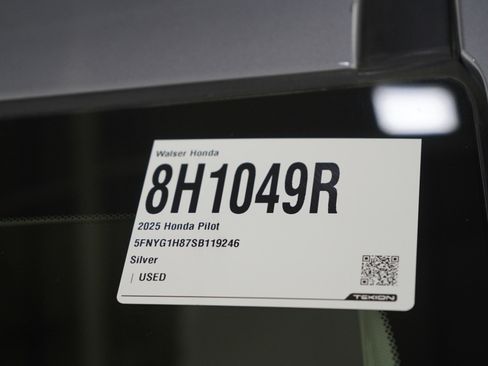 Walser Honda
8H1049R
2025 Honda Pilot
5FNYG1H87SB119246
Silver
| USED
TEKION